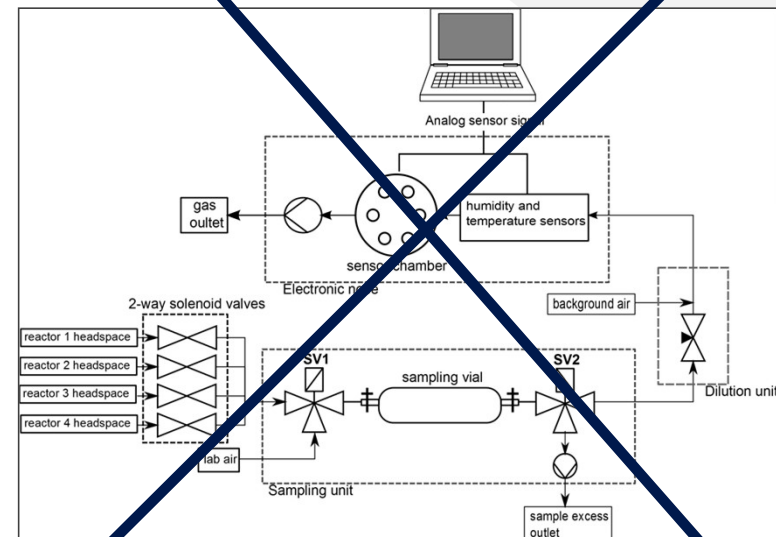 Analog sensor signal
gas
oultet
humidity and
temperature sensors
sensor chamber
Electronic nose
2-way solenoid valves
background air
reactor 1 headspace
reactor 2 headspace
reactor 3 headspace
reactor 4 headspace
SV1
sampling vial
SV2
Dilution unit
lab air
Sampling unit
sample excess
outlet